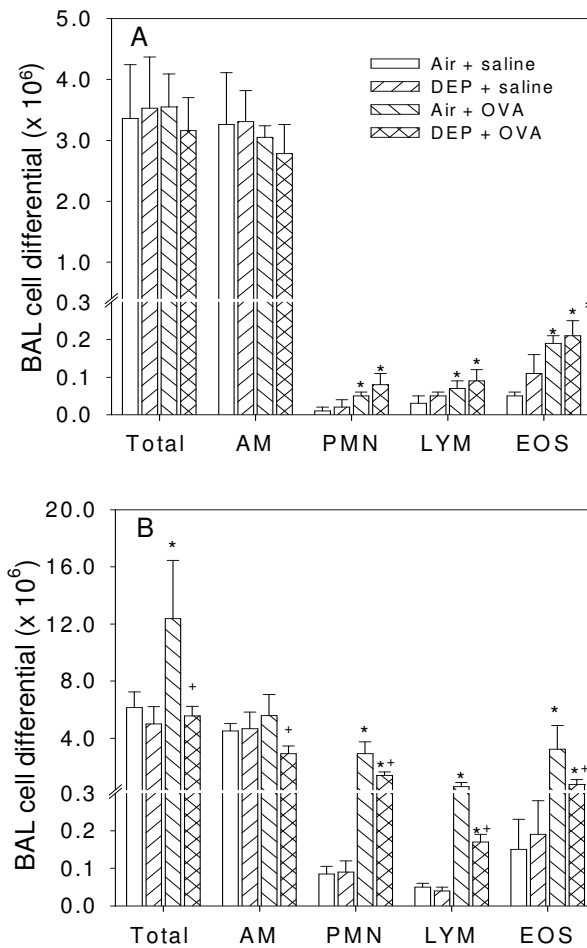 5.0
A
Air + saline
DEP + saline
Air + OVA
DEP + OVA
4.0
3.0
2.0
1.0
0.3
0.2
0.1
0.0
BAL cell differential (x 10⁶)
* * * * * *
Total AM PMN LYM EOS
20.0
B
16.0
12.0
8.0
4.0
0.3
0.2
0.1
0.0
BAL cell differential (x 10⁶)
* + + * *+ * *+ * *+
Total AM PMN LYM EOS